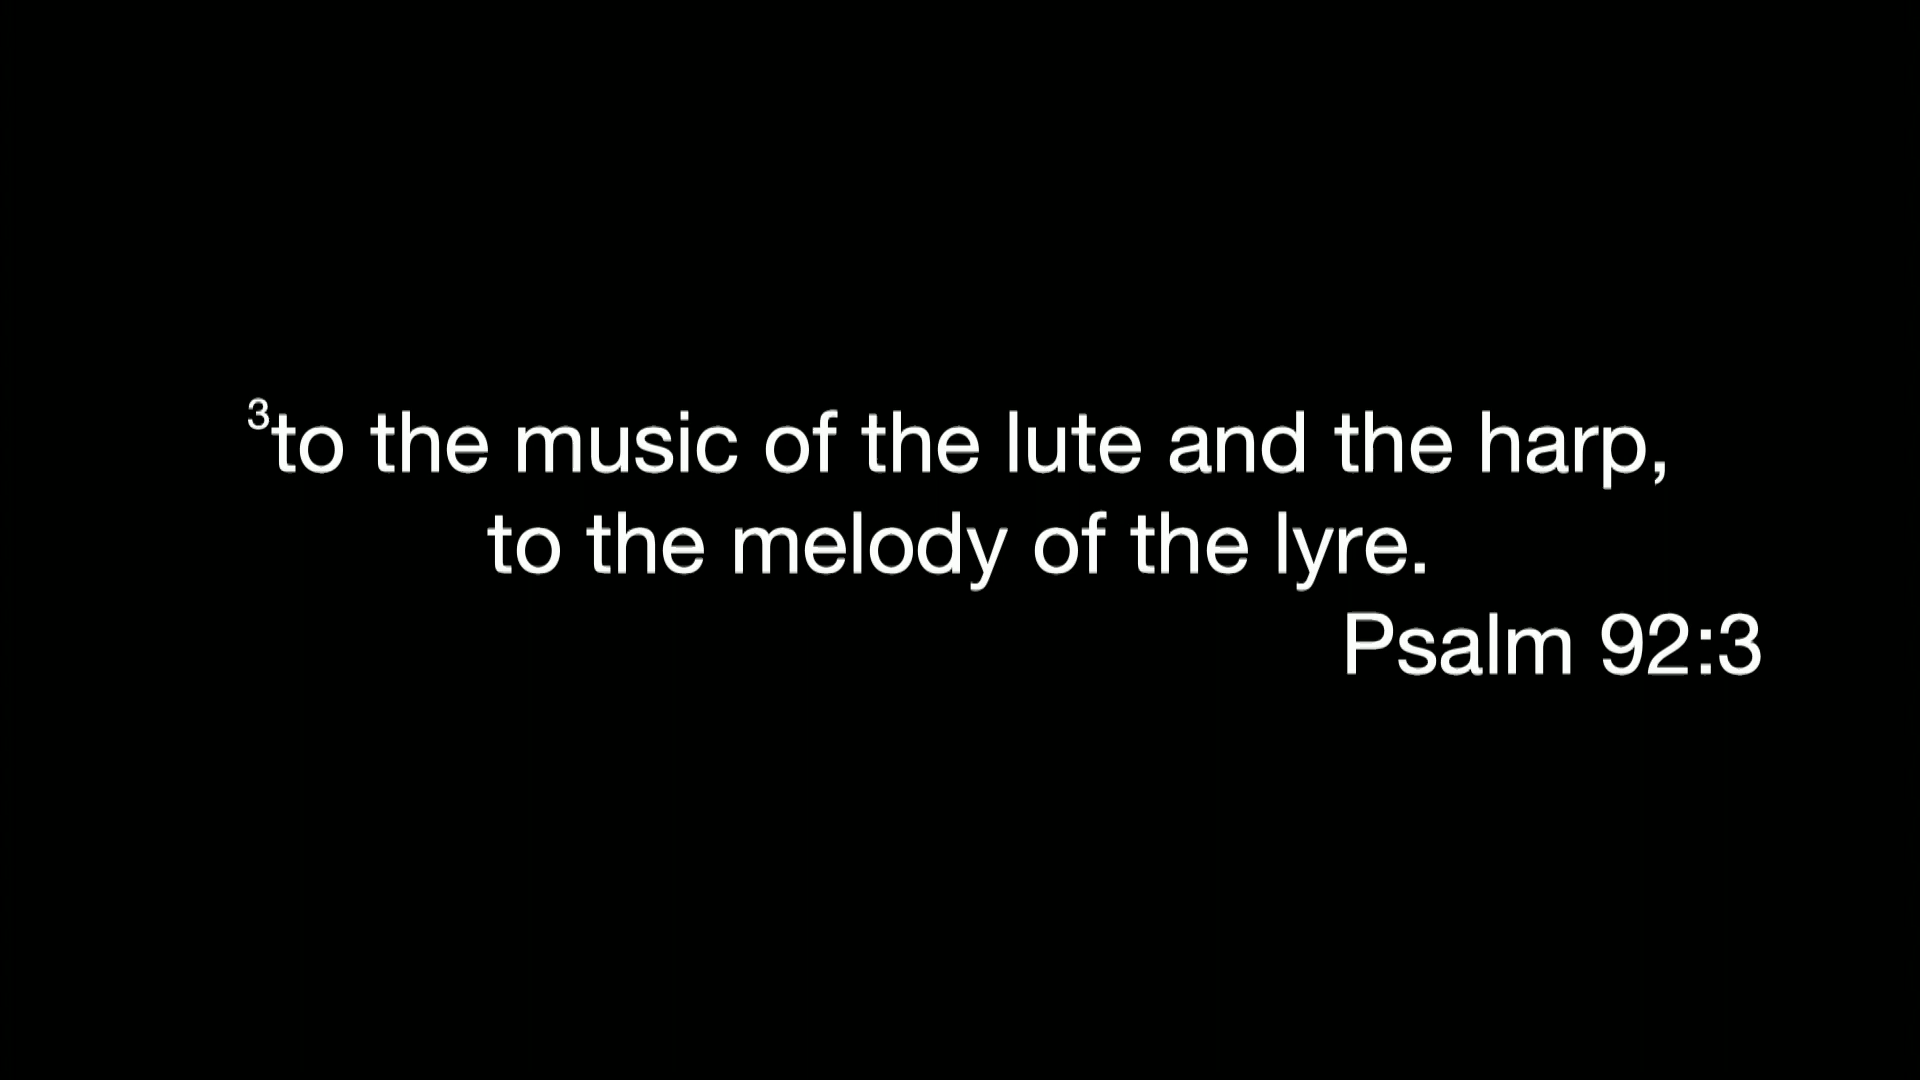 ³to the music of the lute and the harp,
to the melody of the lyre.
Psalm 92:3